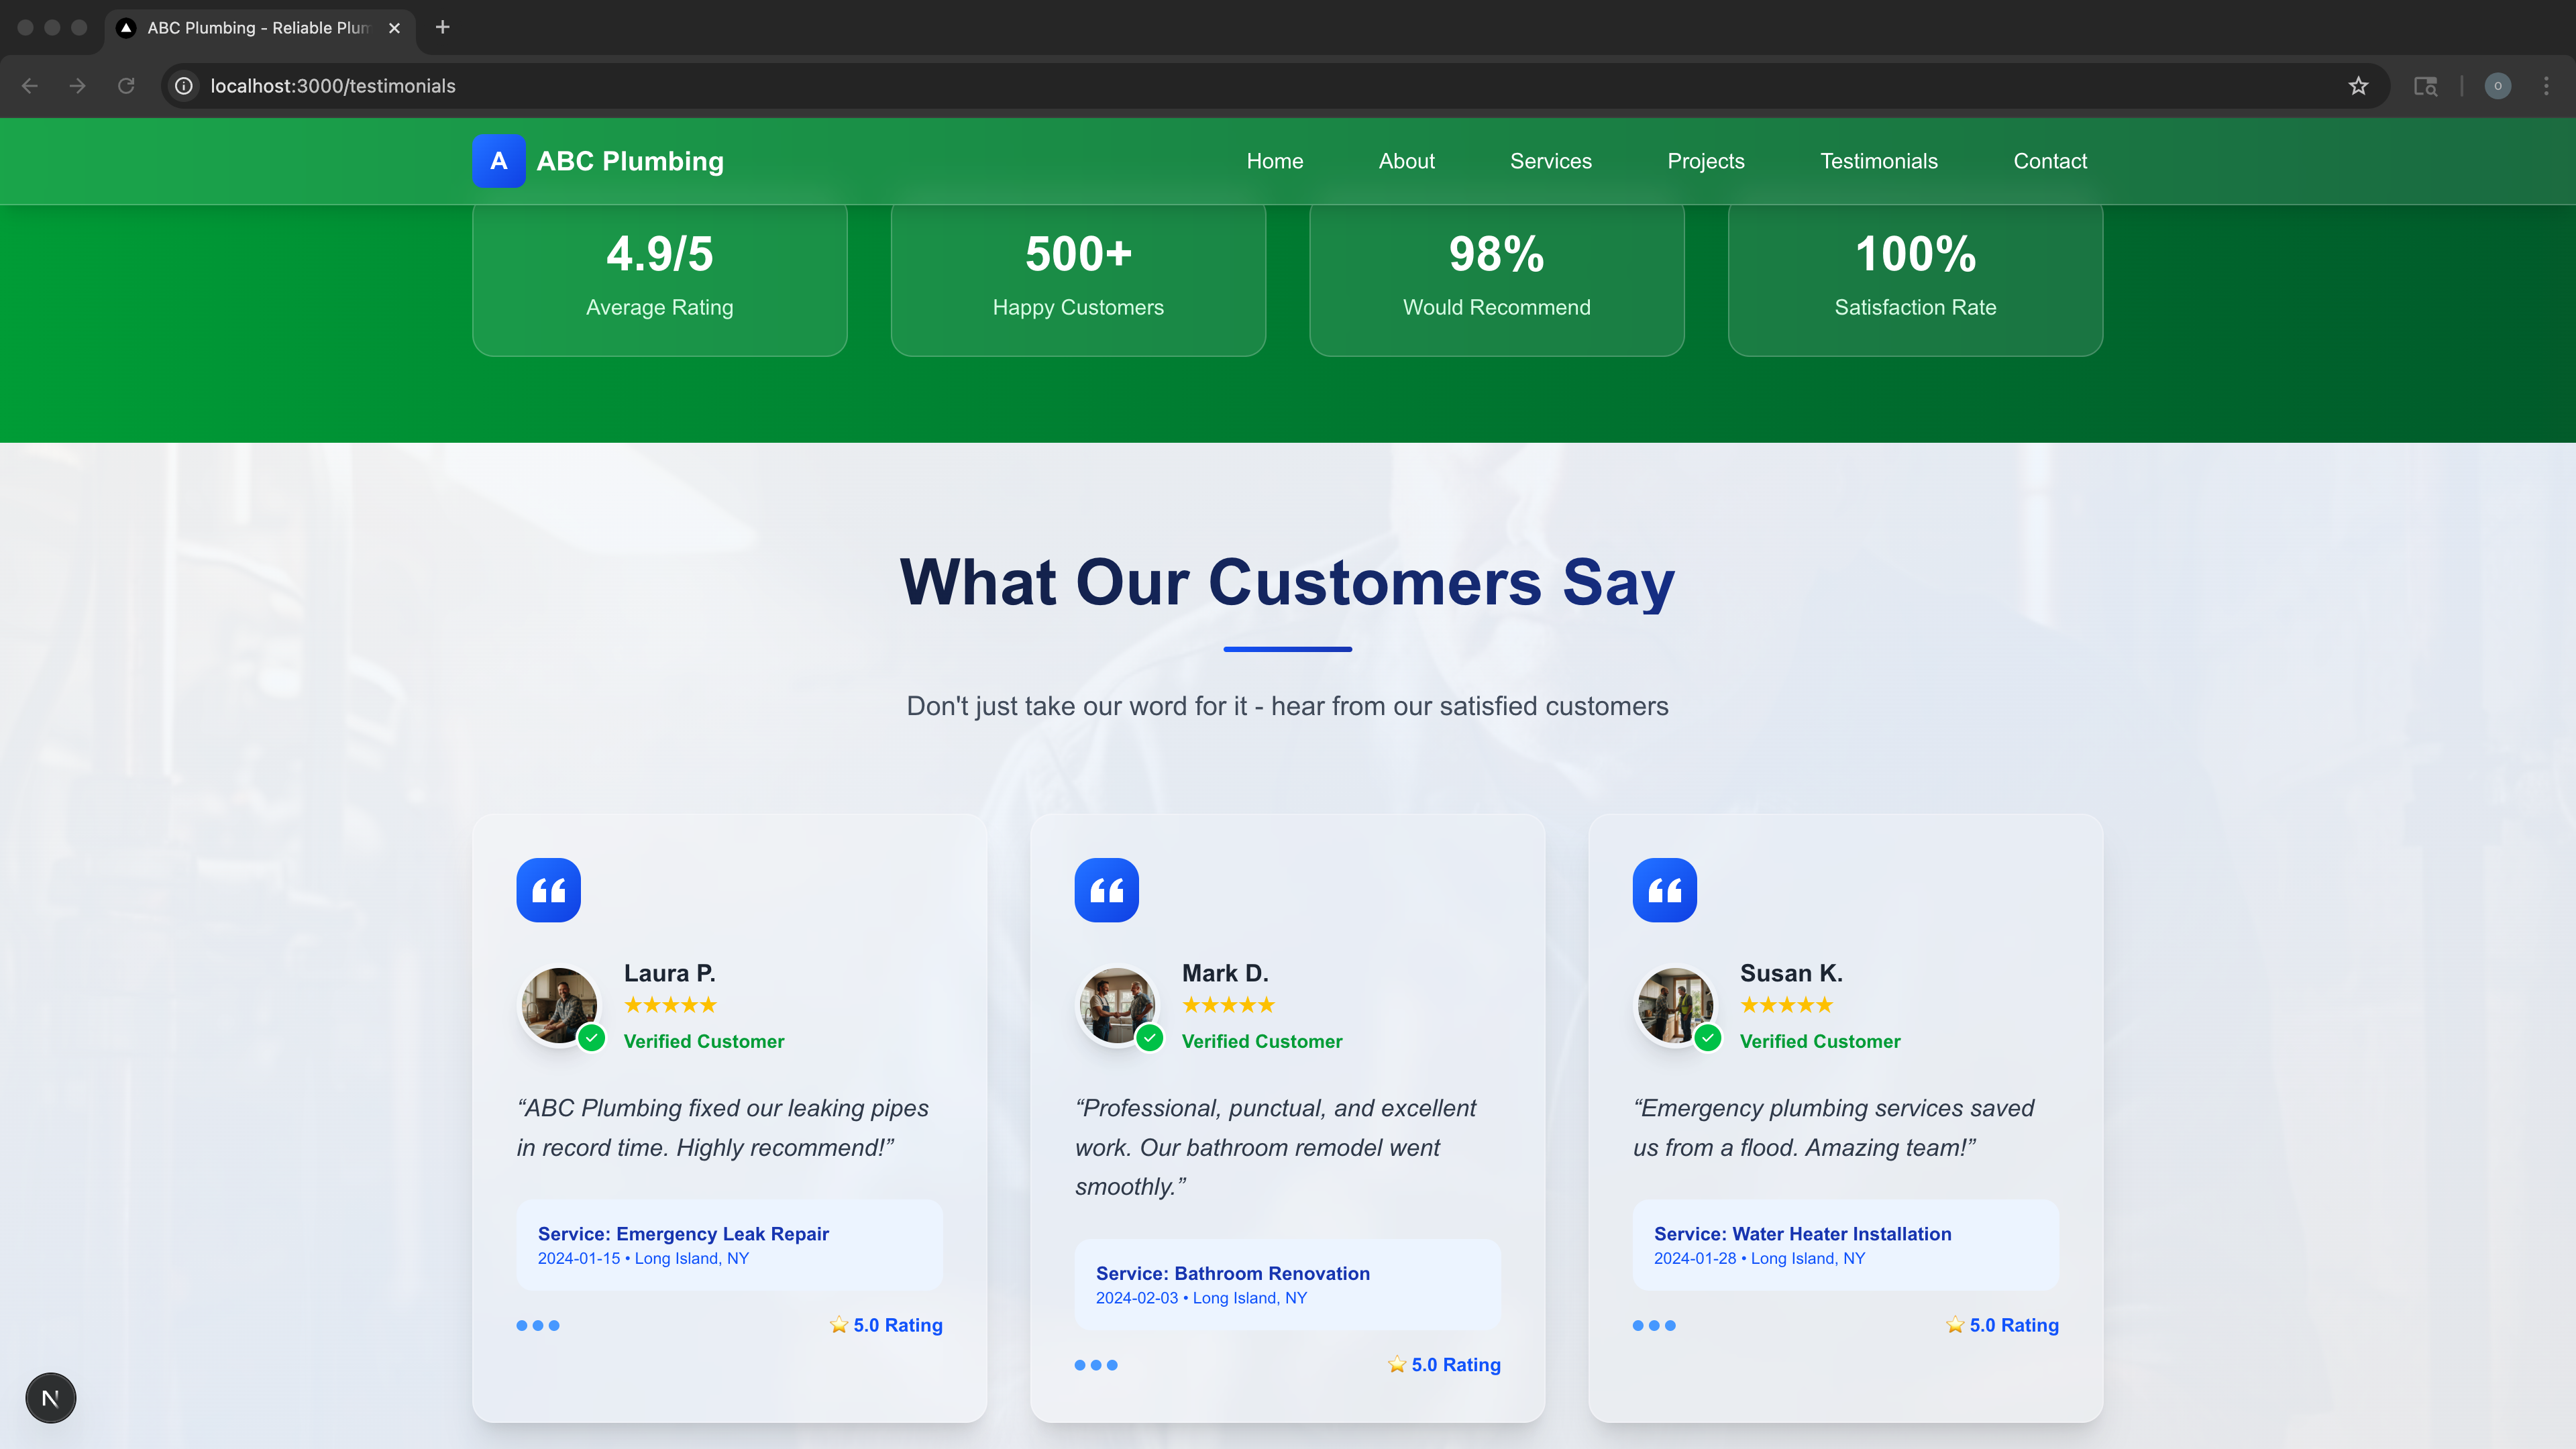 ABC Plumbing - Reliable Plum
localhost:3000/testimonials
O
A ABC Plumbing
Home About Services Projects Testimonials Contact
4.9/5 500+ 98% 100%
Average Rating Happy Customers Would Recommend Satisfaction Rate
What Our Customers Say
Don't just take our word for it - hear from our satisfied customers
Laura P.
★★★★★
Verified Customer
“ABC Plumbing fixed our leaking pipes
in record time. Highly recommend!”
Service: Emergency Leak Repair
2024-01-15 • Long Island, NY
⭐ 5.0 Rating
Mark D.
★★★★★
Verified Customer
“Professional, punctual, and excellent
work. Our bathroom remodel went
smoothly.”
Service: Bathroom Renovation
2024-02-03 • Long Island, NY
⭐ 5.0 Rating
Susan K.
★★★★★
Verified Customer
“Emergency plumbing services saved
us from a flood. Amazing team!”
Service: Water Heater Installation
2024-01-28 • Long Island, NY
⭐ 5.0 Rating
N